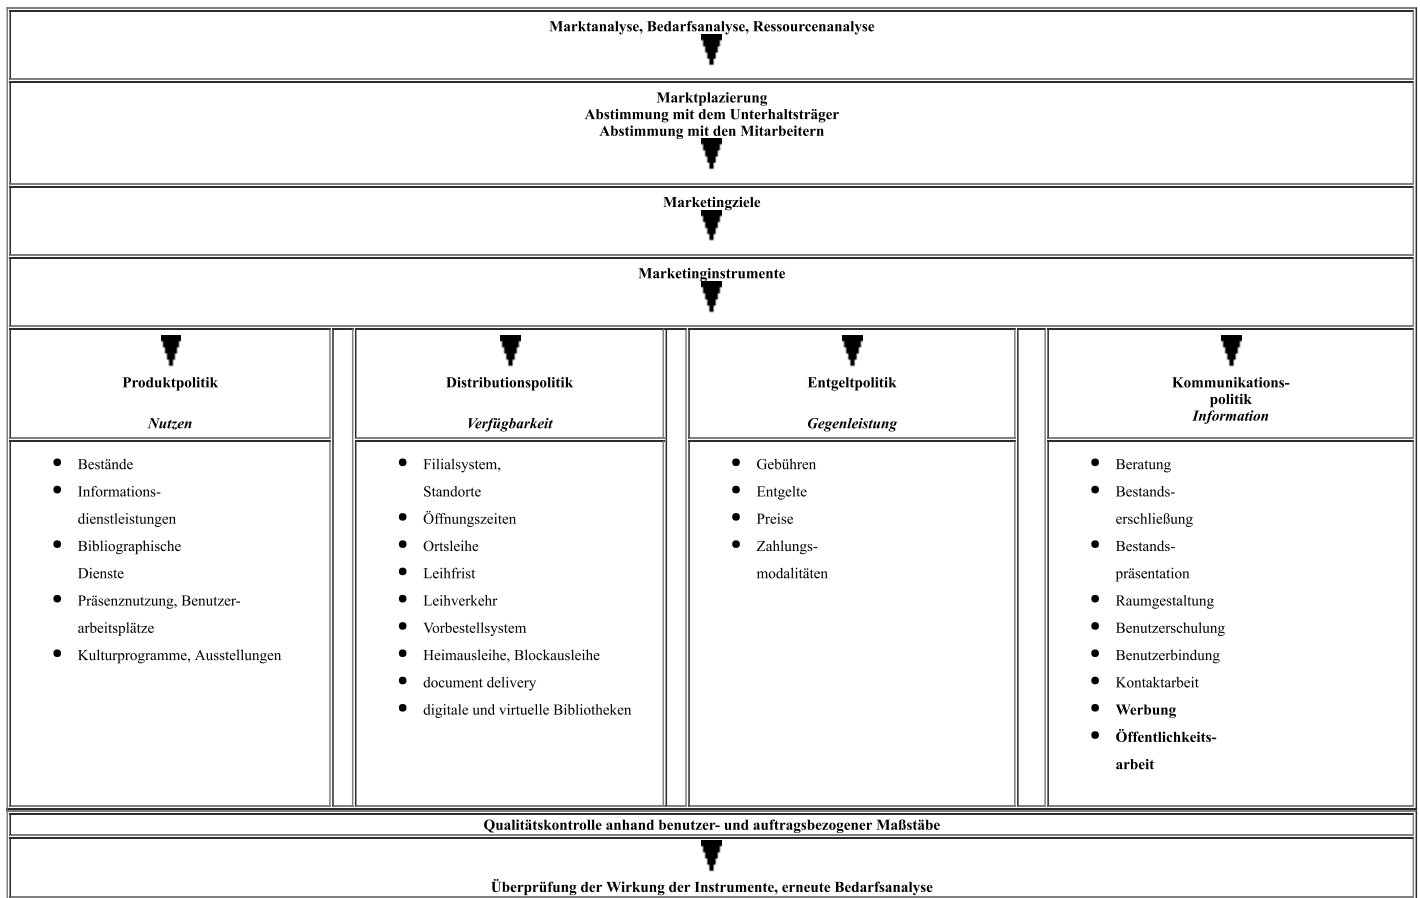 Marktanalyse, Bedarfsanalyse, Ressourcenanalyse
Marktplazierung
Abstimmung mit dem Unterhaltsträger
Abstimmung mit den Mitarbeitern
Marketingziele
Marketinginstrumente
Produktpolitik
Nutzen
Bestände
Informations-
dienstleistungen
Bibliographische
Dienste
Präsenznutzung, Benutzer-
arbeitsplätze
Kulturprogramme, Ausstellungen
Distributionspolitik
Verfügbarkeit
Filialsystem,
Standorte
Öffnungszeiten
Ortsleihe
Leihfrist
Leihverkehr
Vorbestellsystem
Heimausleihe, Blockausleihe
document delivery
digitale und virtuelle Bibliotheken
Entgeltpolitik
Gegenleistung
Gebühren
Entgelte
Preise
Zahlungs-
modalitäten
Kommunikations-
politik
Information
Beratung
Bestands-
erschließung
Bestands-
präsentation
Raumgestaltung
Benutzerschulung
Benutzerbindung
Kontaktarbeit
Werbung
Öffentlichkeits-
arbeit
Qualitätskontrolle anhand benutzer- und auftragsbezogener Maßstäbe
Überprüfung der Wirkung der Instrumente, erneute Bedarfsanalyse